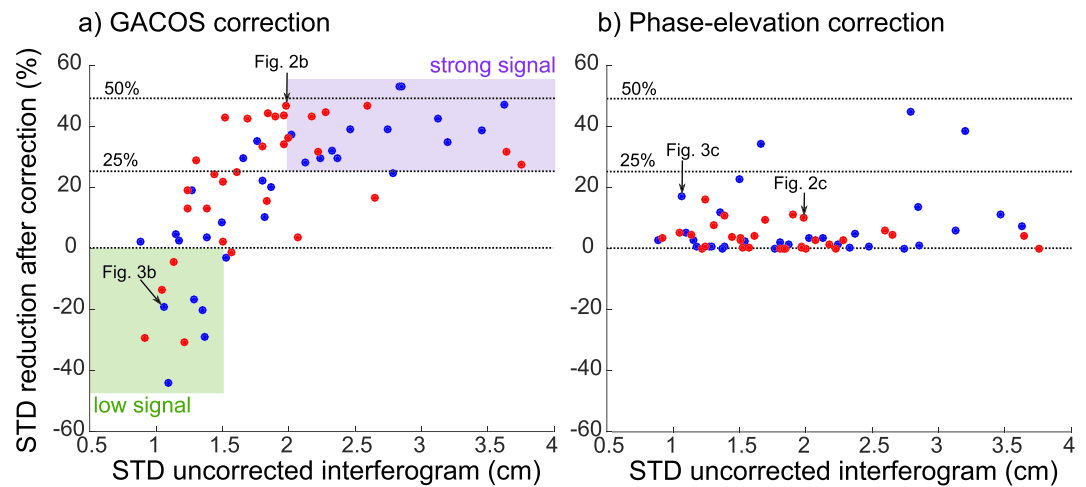 a) GACOS correction
STD reduction after correction (%)
60
40
20
0
-20
-40
-60
50%
25%
Fig. 2b
strong signal
Fig. 3b
low signal
0.5 1 1.5 2 2.5 3 3.5 4
STD uncorrected interferogram (cm)
b) Phase-elevation correction
60
40
20
0
-20
-40
-60
50%
25%
Fig. 3c
Fig. 2c
0.5 1 1.5 2 2.5 3 3.5 4
STD uncorrected interferogram (cm)